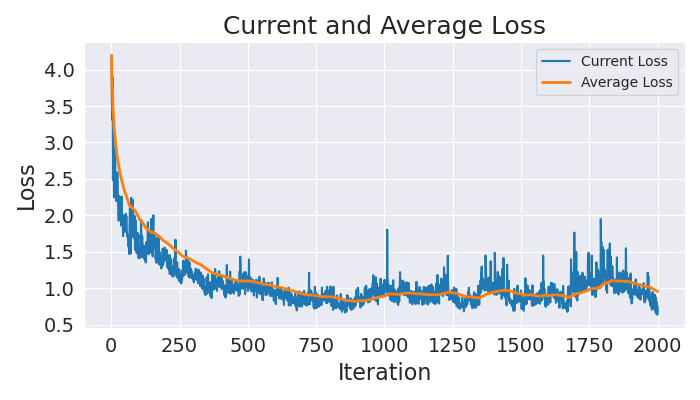 Current and Average Loss
Current Loss
Average Loss
Loss
4.0
3.5
3.0
2.5
2.0
1.5
1.0
0.5
0 250 500 750 1000 1250 1500 1750 2000
Iteration